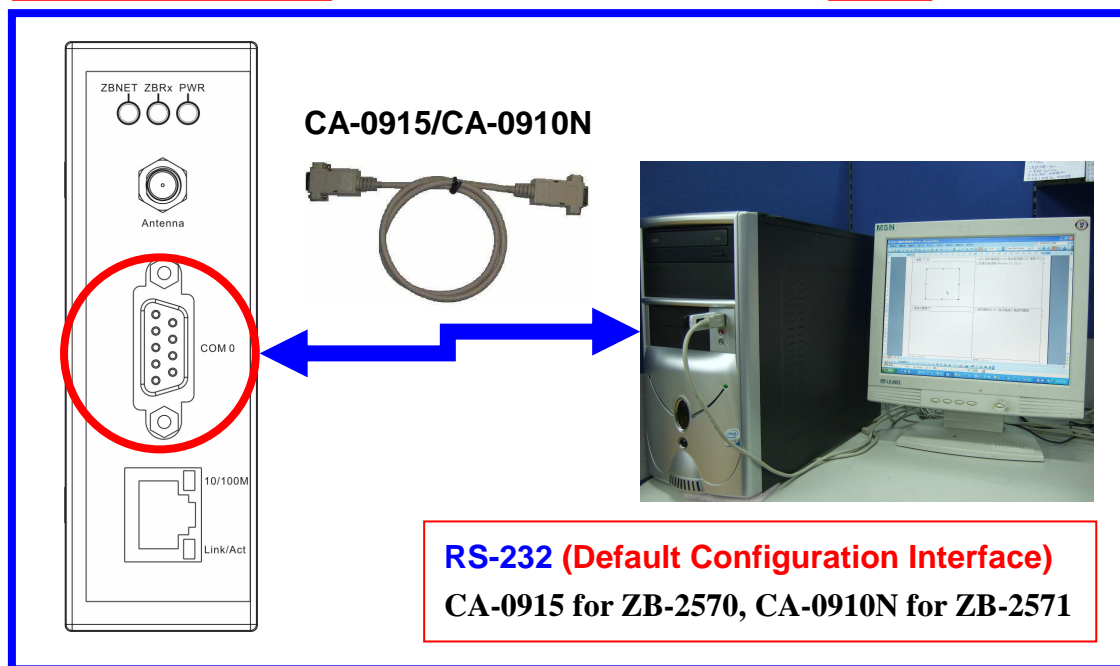 ZBNET ZBRx PWR
Antenna
COM 0
10/100M
Link/Act
CA-0915/CA-0910N
MSN
RS-232 (Default Configuration Interface)
CA-0915 for ZB-2570, CA-0910N for ZB-2571